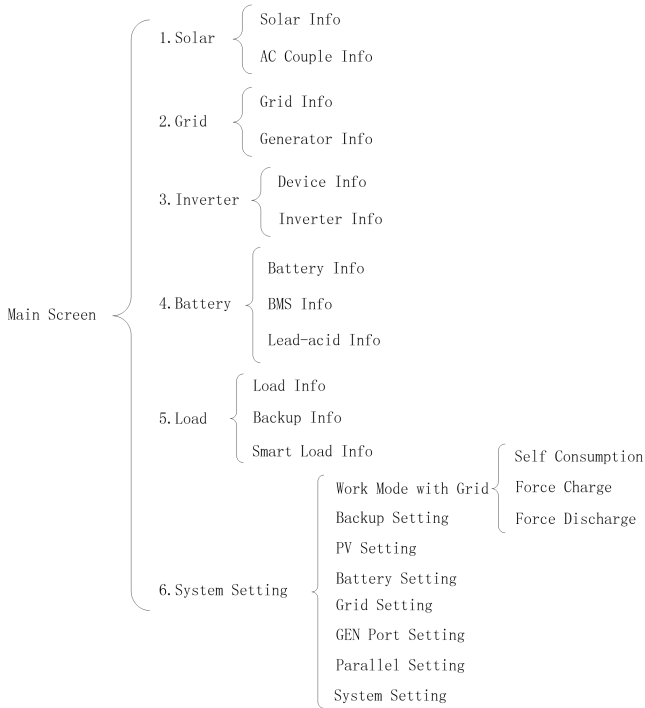 Main Screen
1.Solar
Solar Info
AC Couple Info
2.Grid
Grid Info
Generator Info
3.Inverter
Device Info
Inverter Info
4.Battery
Battery Info
BMS Info
Lead-acid Info
5.Load
Load Info
Backup Info
Smart Load Info
6.System Setting
Work Mode with Grid
Self Consumption
Force Charge
Force Discharge
Backup Setting
PV Setting
Battery Setting
Grid Setting
GEN Port Setting
Parallel Setting
System Setting